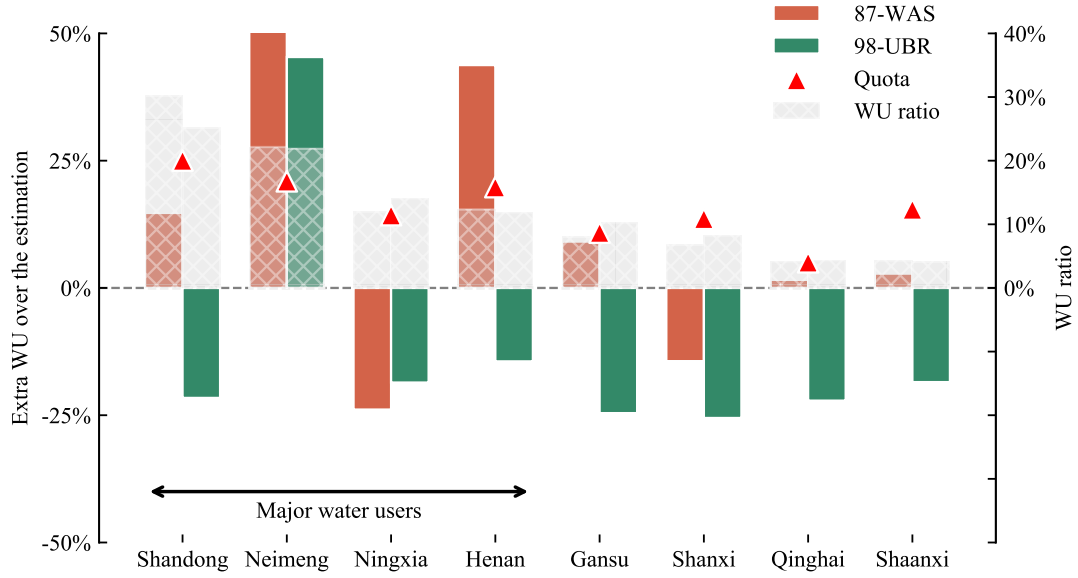 87-WAS
98-UBR
Quota
WU ratio
50%
25%
0%
-25%
-50%
Extra WU over the estimation
40%
30%
20%
10%
0%
WU ratio
Major water users
Shandong Neimeng Ningxia Henan Gansu Shanxi Qinghai Shaanxi